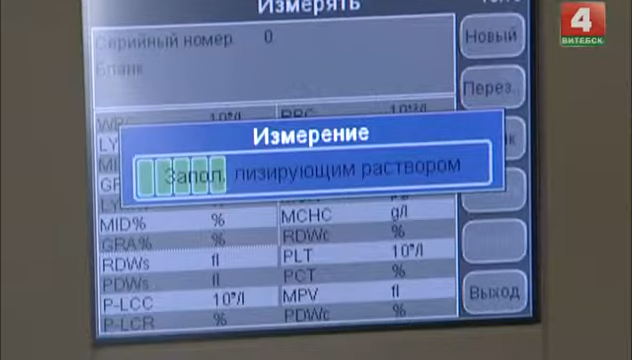 Измерять
4
ВИТЕБСК
Серийный номер 0
Бланк
Новый
Перез..
Измерение
Запол. лизирующим раствором
MID% %
MCHC g/l
GRA% %
RDWc %
RDWs fl
PLT 10⁹/l
PDWs fl
PCT %
P-LCC 10⁹/l
MPV fl
P-LCR %
PDWc %
Выход